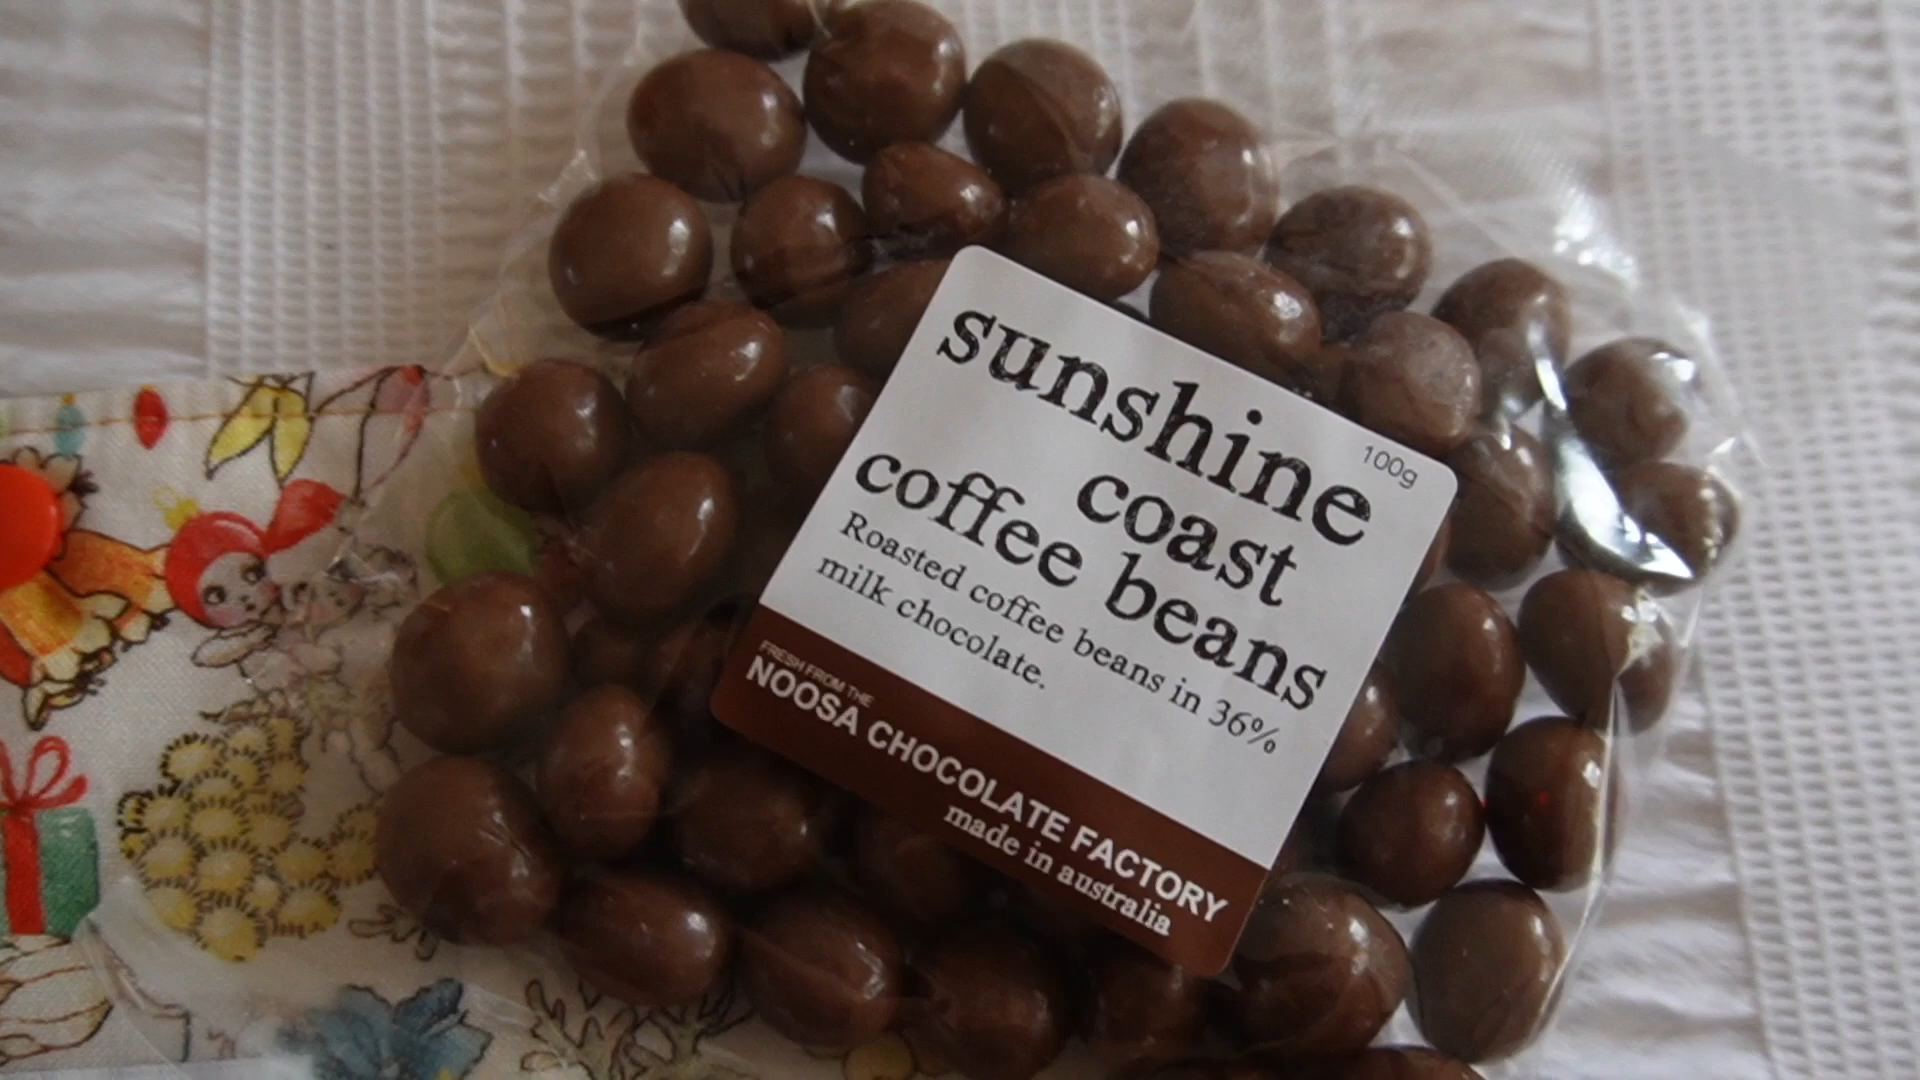 100g
sunshine
coast
coffee beans
Roasted coffee beans in 36%
milk chocolate.
FRESH FROM THE
NOOSA CHOCOLATE FACTORY
made in australia